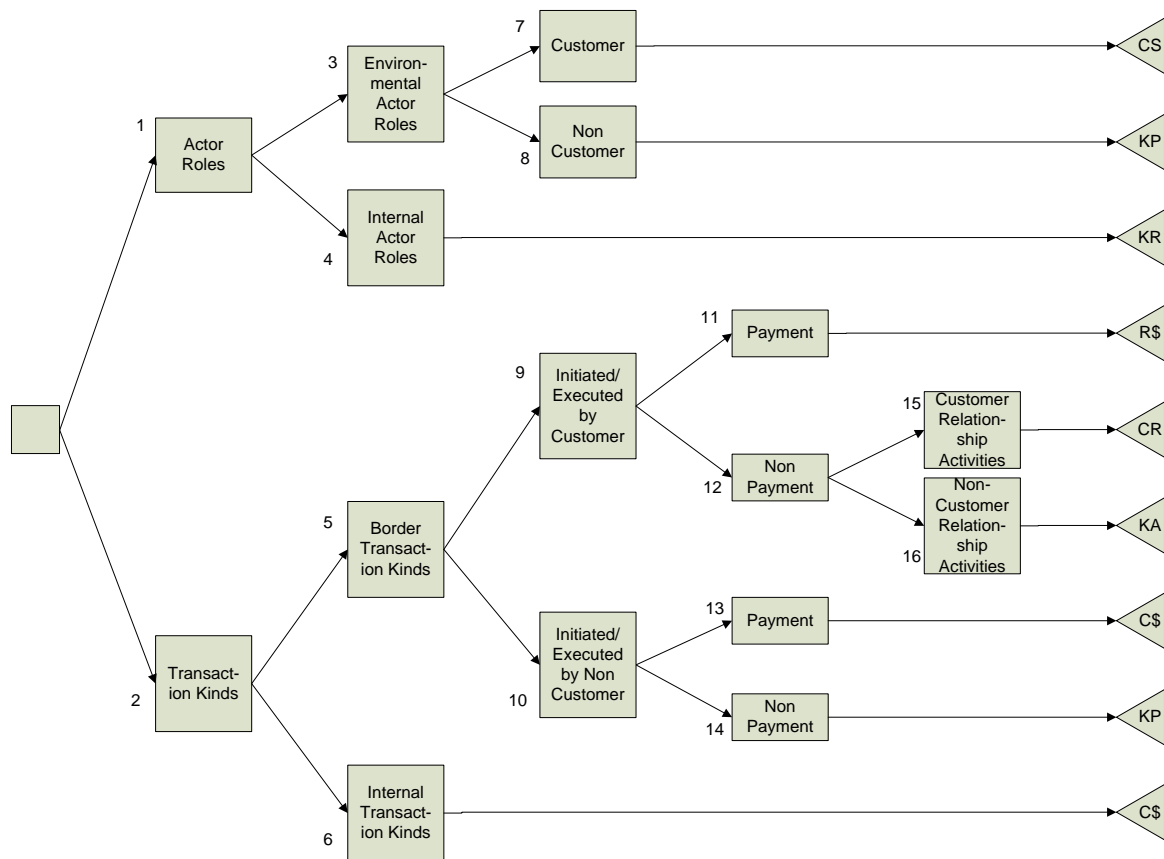 7
Customer
CS
3
Environ-
mental
Actor
Roles
Non
Customer
8
KP
1
Actor
Roles
Internal
Actor
Roles
4
KR
11
Payment
R$
9
Initiated/
Executed
by
Customer
15
Customer
Relation-
ship
Activities
CR
Non
Payment
12
Non-
Customer
Relation-
ship
Activities
16
KA
5
Border
Transact-
ion Kinds
13
Payment
C$
Initiated/
Executed
by Non
Customer
10
Non
Payment
14
KP
Transact-
ion Kinds
2
Internal
Transact-
ion Kinds
6
C$